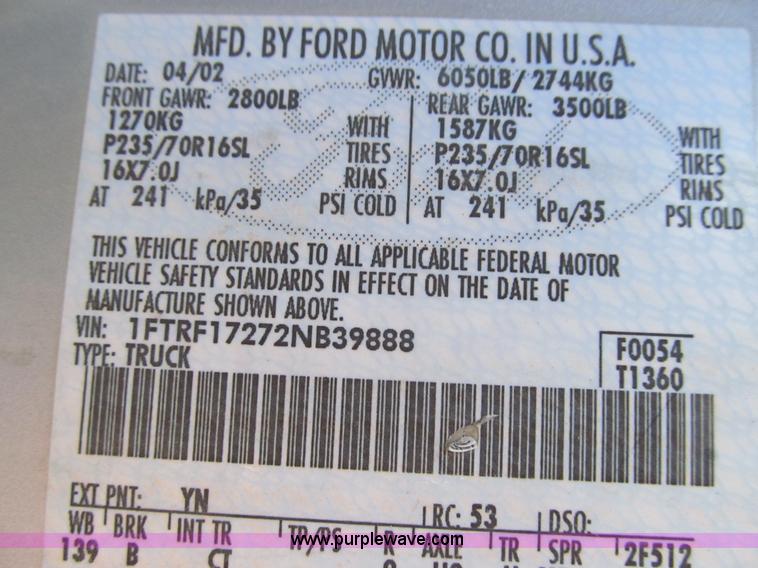 MFD. BY FORD MOTOR CO. IN U.S.A.
DATE: 04/02 GVWR: 6050LB/ 2744KG
FRONT GAWR: 2800LB REAR GAWR: 3500LB
1270KG WITH 1587KG WITH
P235/70R16SL TIRES P235/70R16SL TIRES
16X7.0J RIMS 16X7.0J RIMS
AT 241 kPa/35 PSI COLD AT 241 kPa/35 PSI COLD
THIS VEHICLE CONFORMS TO ALL APPLICABLE FEDERAL MOTOR
VEHICLE SAFETY STANDARDS IN EFFECT ON THE DATE OF
MANUFACTURE SHOWN ABOVE.
VIN: 1FTRF17272NB39888 F0054
TYPE: TRUCK T1360
EXT PNT: YN RC: 53 DSO:
WB BRK INT TR TP/PS R AXLE TR SPR 2F512
139 B CT
www.purplewave.com